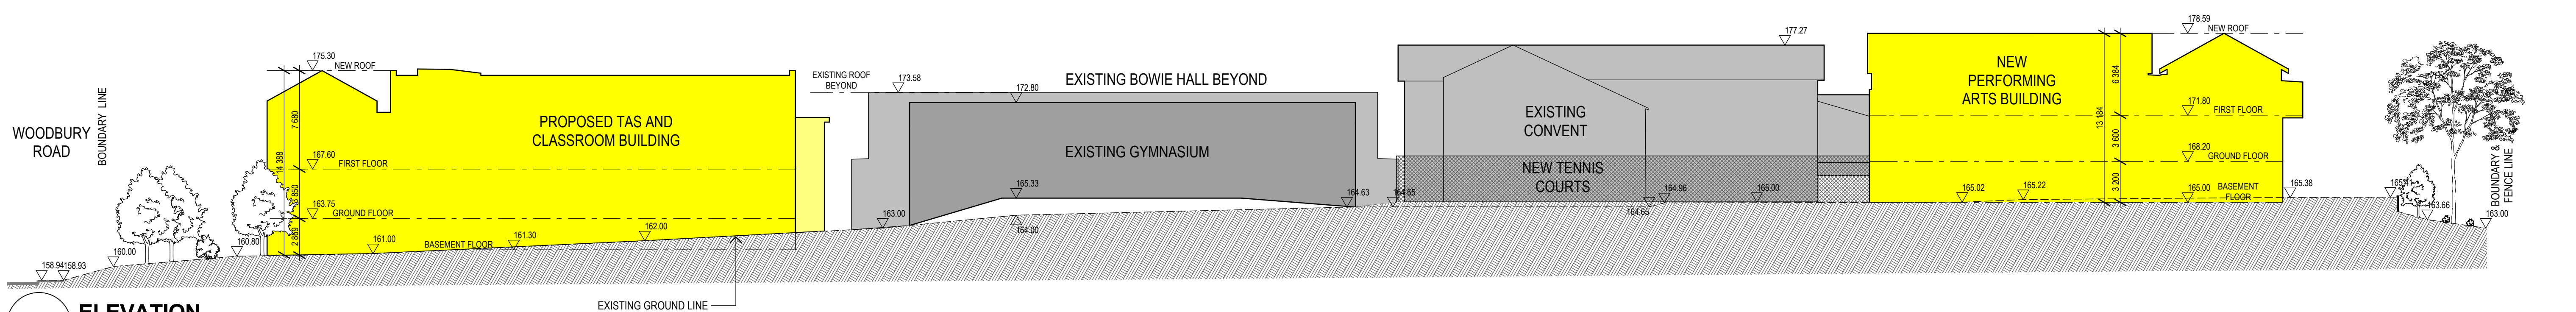 WOODBURY
ROAD
BOUNDARY LINE
158.94
158.93
160.00
160.80
175.30
NEW ROOF
7 680
14 388
3 850
2 869
167.60
FIRST FLOOR
163.75
GROUND FLOOR
161.00
BASEMENT FLOOR
161.30
162.00
PROPOSED TAS AND
CLASSROOM BUILDING
EXISTING GROUND LINE
EXISTING ROOF
BEYOND
173.58
172.80
EXISTING BOWIE HALL BEYOND
EXISTING GYMNASIUM
163.00
165.33
164.00
164.63
164.65
177.27
EXISTING
CONVENT
NEW TENNIS
COURTS
164.65
164.96
165.00
NEW
PERFORMING
ARTS BUILDING
165.02
165.22
13 184
6 384
3 600
3 200
178.59
NEW ROOF
171.80
FIRST FLOOR
168.20
GROUND FLOOR
165.00
BASEMENT
FLOOR
165.38
163.66
163.00
BOUNDARY &
FENCE LINE
ELEVATION